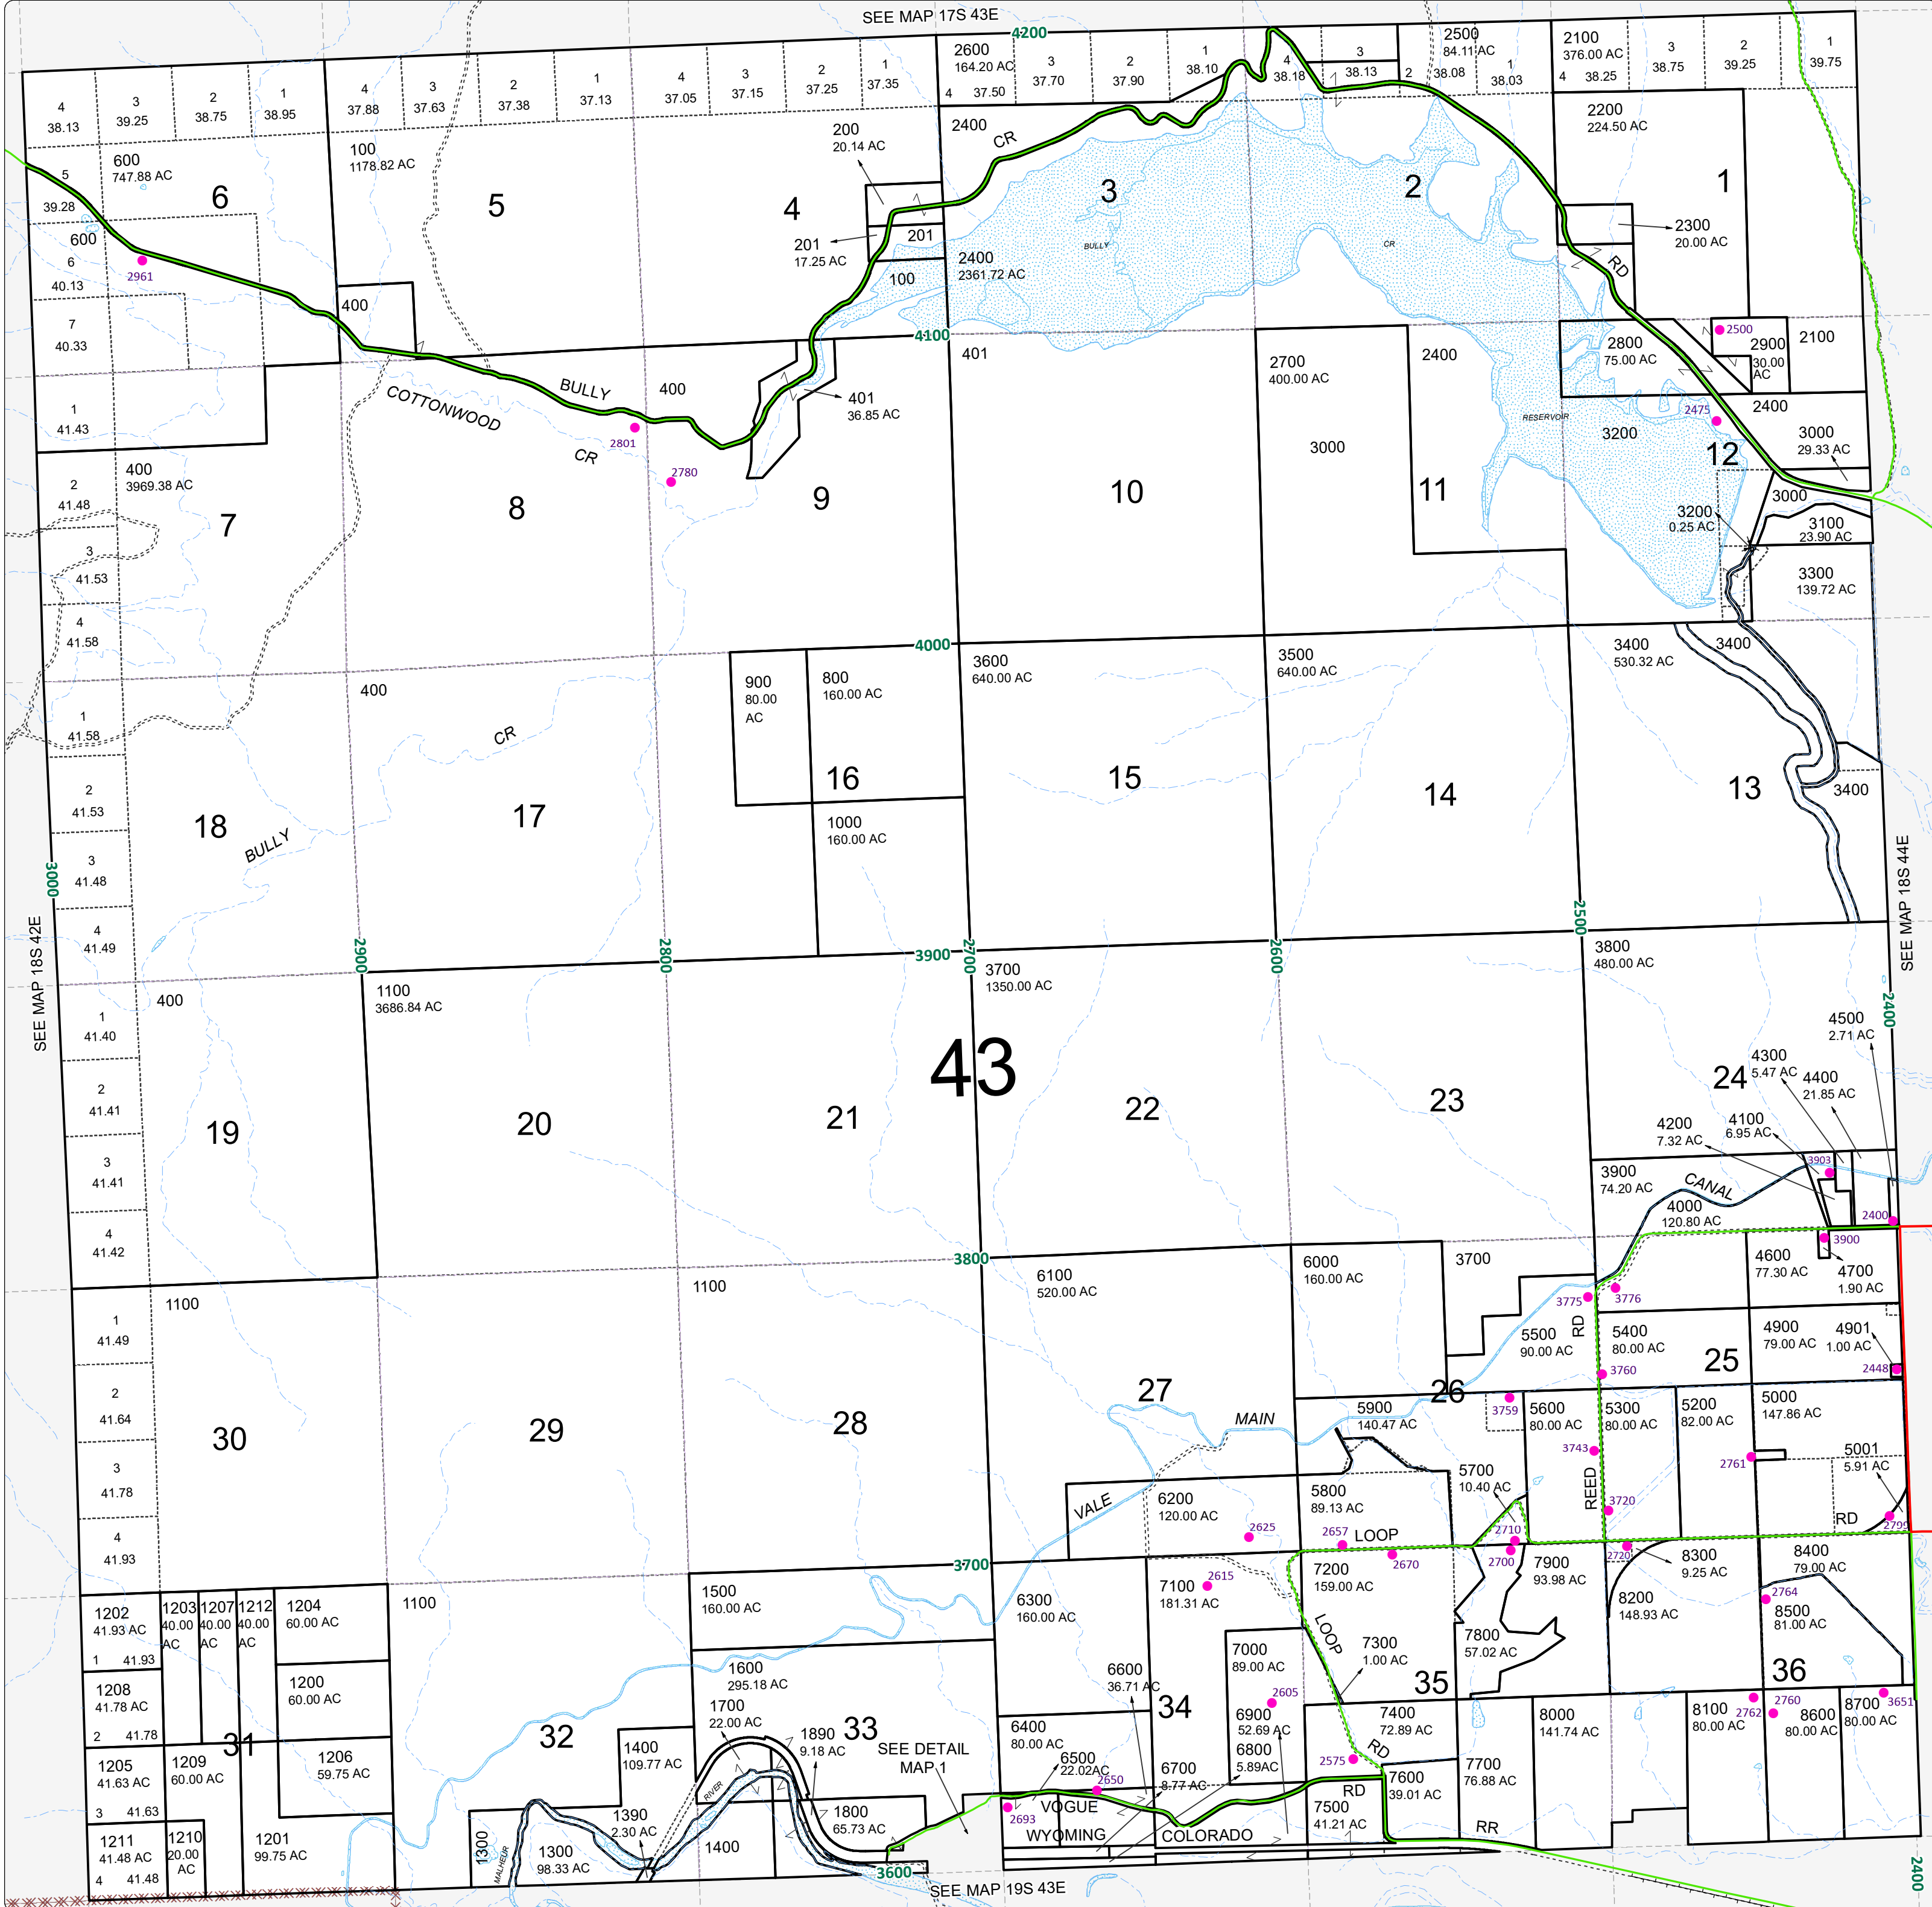 SEE MAP 17S 43E
4200
4
38.13
3
39.25
2
38.75
1
38.95
4
37.88
3
37.63
2
37.38
1
37.13
4
37.05
3
37.15
2
37.25
1
37.35
2600
164.20 AC
4 37.50
3
37.70
2
37.90
1
38.10
4
38.18
3
38.13
2500
84.11 AC
2 38.08
1
38.03
2100
376.00 AC
4 38.25
3
38.75
2
39.25
1
39.75
5
39.28
600
747.88 AC
6
100
1178.82 AC
5
4
200
20.14 AC
2400
CR
3
2
2200
224.50 AC
1
600
6
40.13
2961
201
17.25 AC
201
100
2400
2361.72 AC
BULLY
CR
2300
20.00 AC
RD
7
40.33
400
4100
401
2700
400.00 AC
2400
2800
75.00 AC
2500
2900
30.00
AC
2100
1
41.43
COTTONWOOD
BULLY
400
401
36.85 AC
CR
2801
2780
3000
RESERVOIR
3200
2475
2400
12
3000
29.33 AC
2
41.48
400
3969.38 AC
7
8
9
10
11
3000
3200
0.25 AC
3100
23.90 AC
3
41.53
3300
139.72 AC
4
41.58
4000
3600
640.00 AC
3500
640.00 AC
3400
530.32 AC
3400
400
900
80.00
AC
800
160.00 AC
1
41.58
CR
16
15
14
13
3400
2
41.53
18
17
1000
160.00 AC
BULLY
3
41.48
3000
SEE MAP 18S 42E
SEE MAP 18S 44E
4
41.49
2900
2800
3900
2700
2600
2500
3800
480.00 AC
400
1100
3686.84 AC
3700
1350.00 AC
2400
1
41.40
43
4500
2.71 AC
2
41.41
24
4300
5.47 AC
4400
21.85 AC
19
20
21
22
23
4200
7.32 AC
4100
6.95 AC
3
41.41
3903
3900
74.20 AC
CANAL
4000
120.80 AC
2400
4
41.42
3900
3800
1100
1100
6100
520.00 AC
6000
160.00 AC
3700
4600
77.30 AC
4700
1.90 AC
3775
3776
1
41.49
RD
5500
90.00 AC
5400
80.00 AC
25
4900
79.00 AC
4901
1.00 AC
2448
3760
2
41.64
30
29
28
27
26
MAIN
5900
140.47 AC
3759
5600
80.00 AC
5300
80.00 AC
5200
82.00 AC
5000
147.86 AC
3743
2761
5001
5.91 AC
3
41.78
5700
10.40 AC
REED
VALE
6200
120.00 AC
5800
89.13 AC
3720
4
41.93
2625
2657
LOOP
2710
RD
2799
3700
2670
2700
2720
1500
160.00 AC
1100
6300
160.00 AC
7100
181.31 AC
2615
7200
159.00 AC
7900
93.98 AC
8300
9.25 AC
8400
79.00 AC
8200
148.93 AC
2764
8500
81.00 AC
1202
41.93 AC
1 41.93
1203
40.00
AC
1207
40.00
AC
1212
40.00
AC
1204
60.00 AC
LOOP
7300
1.00 AC
7800
57.02 AC
7000
89.00 AC
1600
295.18 AC
6600
36.71 AC
34
35
36
1208
41.78 AC
2 41.78
1200
60.00 AC
1700
22.00 AC
2605
6900
52.69 AC
7400
72.89 AC
8000
141.74 AC
8100
80.00 AC
2762
2760
8600
80.00 AC
8700
80.00 AC
3651
31
32
33
1400
109.77 AC
1890
9.18 AC
SEE DETAIL
MAP 1
6400
80.00 AC
6500
22.02AC
6700
8.77 AC
6800
5.89AC
2575
RD
1205
41.63 AC
3 41.63
1209
60.00 AC
1206
59.75 AC
RIVER
2650
2693
VOGUE
RD
7600
39.01 AC
7700
76.88 AC
WYOMING
COLORADO
7500
41.21 AC
RR
1211
41.48 AC
4 41.48
1210
20.00
AC
1201
99.75 AC
1300
MALHEUR
1300
98.33 AC
1390
2.30 AC
1400
1800
65.73 AC
3600
SEE MAP 19S 43E
2400